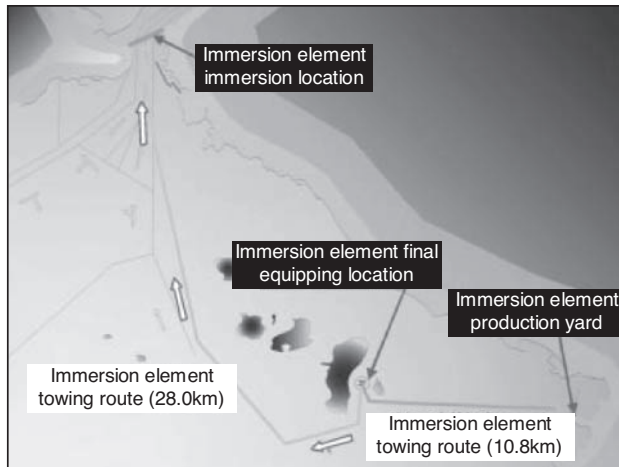 Immersion element
immersion location
Immersion element final
equipping location
Immersion element
production yard
Immersion element
towing route (28.0km)
Immersion element
towing route (10.8km)